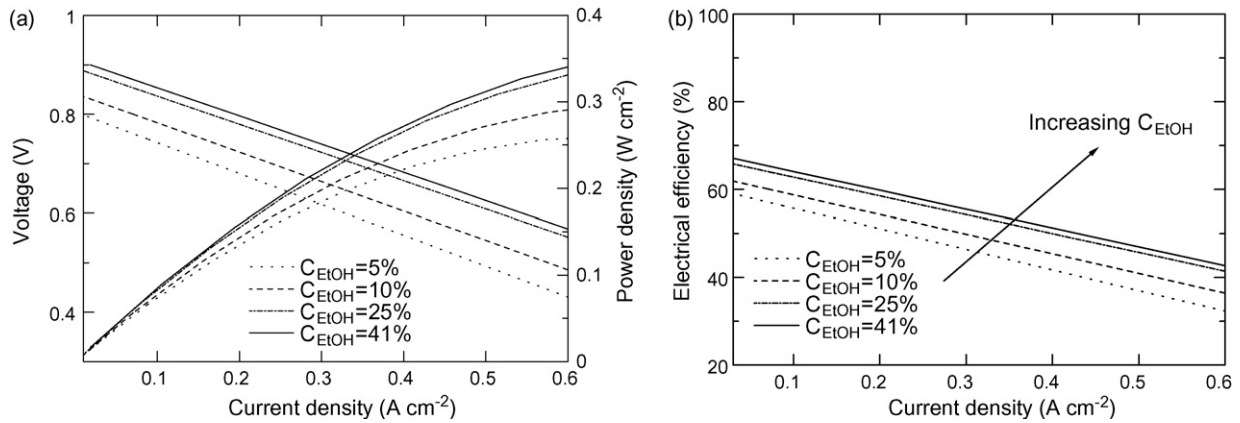 (a)
Voltage (V)
1
0.8
0.6
0.4
0.4
0.3
0.2
0.1
0
Power density (W cm-2)
C_EtOH=5%
C_EtOH=10%
C_EtOH=25%
C_EtOH=41%
0.1 0.2 0.3 0.4 0.5 0.6
Current density (A cm-2)
(b)
Electrical efficiency (%)
100
80
60
40
20
Increasing C_EtOH
C_EtOH=5%
C_EtOH=10%
C_EtOH=25%
C_EtOH=41%
0.1 0.2 0.3 0.4 0.5 0.6
Current density (A cm-2)